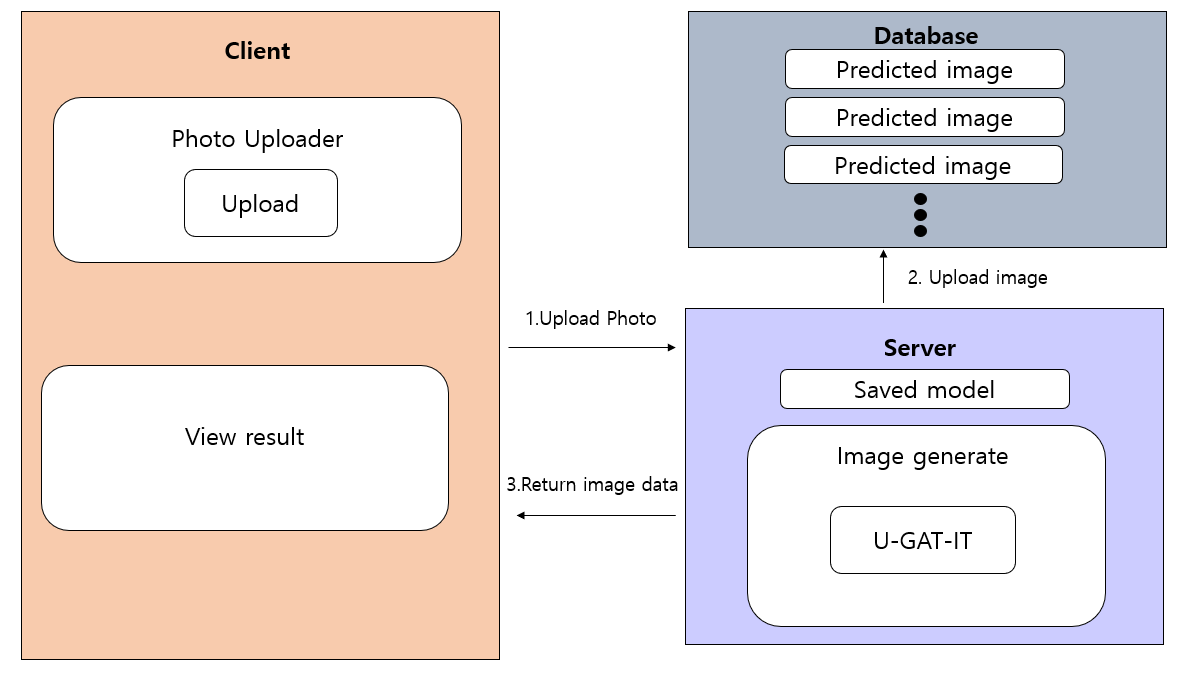 Client
Photo Uploader
Upload
View result
1.Upload Photo
3.Return image data
Database
Predicted image
Predicted image
Predicted image
2. Upload image
Server
Saved model
Image generate
U-GAT-IT